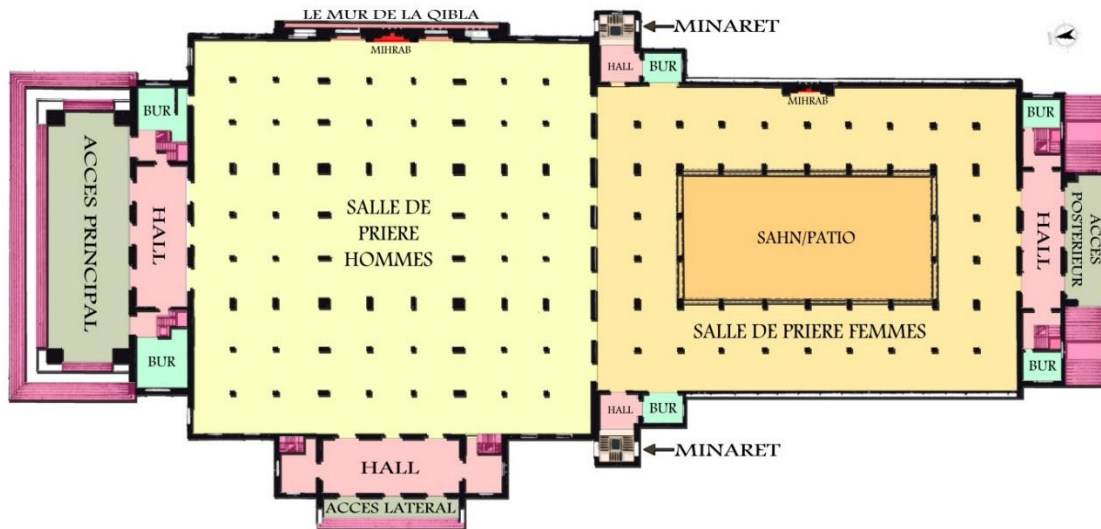 LE MUR DE LA QIBLA
MIHRAB
MINARET
HALL
BUR
BUR
MIHRAB
BUR
ACCES PRINCIPAL
HALL
SALLE DE
PRIERE
HOMMES
SAHN/PATIO
HALL
ACCES
POSTERIEUR
SALLE DE PRIERE FEMMES
BUR
BUR
HALL
BUR
MINARET
HALL
ACCES LATERAL